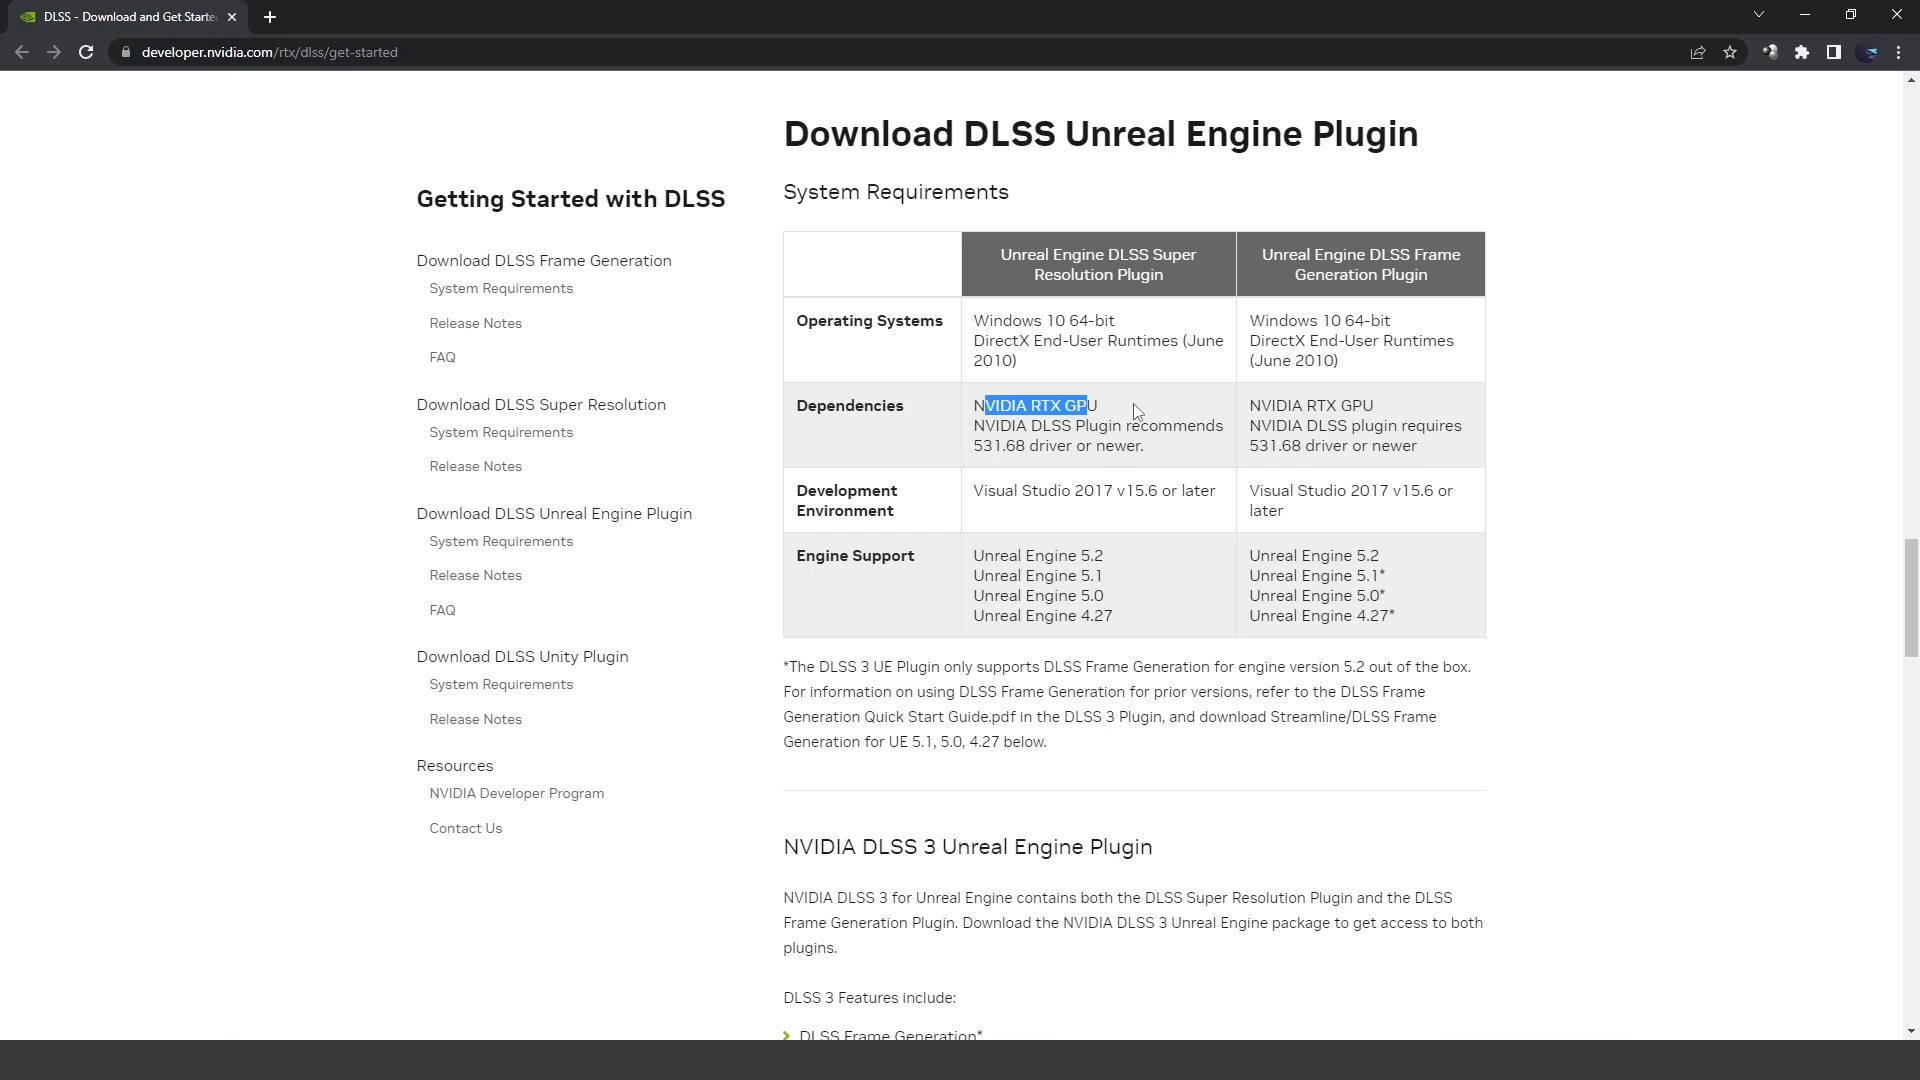 DLSS - Download and Get Starte
developer.nvidia.com/rtx/dlss/get-started
Download DLSS Unreal Engine Plugin
Getting Started with DLSS
Download DLSS Frame Generation
System Requirements
Release Notes
FAQ
Download DLSS Super Resolution
System Requirements
Release Notes
Download DLSS Unreal Engine Plugin
System Requirements
Release Notes
FAQ
Download DLSS Unity Plugin
System Requirements
Release Notes
Resources
NVIDIA Developer Program
Contact Us
System Requirements
Unreal Engine DLSS Super
Resolution Plugin
Unreal Engine DLSS Frame
Generation Plugin
Operating Systems
Windows 10 64-bit
DirectX End-User Runtimes (June
2010)
Windows 10 64-bit
DirectX End-User Runtimes
(June 2010)
Dependencies
NVIDIA RTX GPU
NVIDIA DLSS Plugin recommends
531.68 driver or newer.
NVIDIA RTX GPU
NVIDIA DLSS plugin requires
531.68 driver or newer
Development
Environment
Visual Studio 2017 v15.6 or later
Visual Studio 2017 v15.6 or
later
Engine Support
Unreal Engine 5.2
Unreal Engine 5.1
Unreal Engine 5.0
Unreal Engine 4.27
Unreal Engine 5.2
Unreal Engine 5.1*
Unreal Engine 5.0*
Unreal Engine 4.27*
*The DLSS 3 UE Plugin only supports DLSS Frame Generation for engine version 5.2 out of the box.
For information on using DLSS Frame Generation for prior versions, refer to the DLSS Frame
Generation Quick Start Guide.pdf in the DLSS 3 Plugin, and download Streamline/DLSS Frame
Generation for UE 5.1, 5.0, 4.27 below.
NVIDIA DLSS 3 Unreal Engine Plugin
NVIDIA DLSS 3 for Unreal Engine contains both the DLSS Super Resolution Plugin and the DLSS
Frame Generation Plugin. Download the NVIDIA DLSS 3 Unreal Engine package to get access to both
plugins.
DLSS 3 Features include:
DLSS Frame Generation*